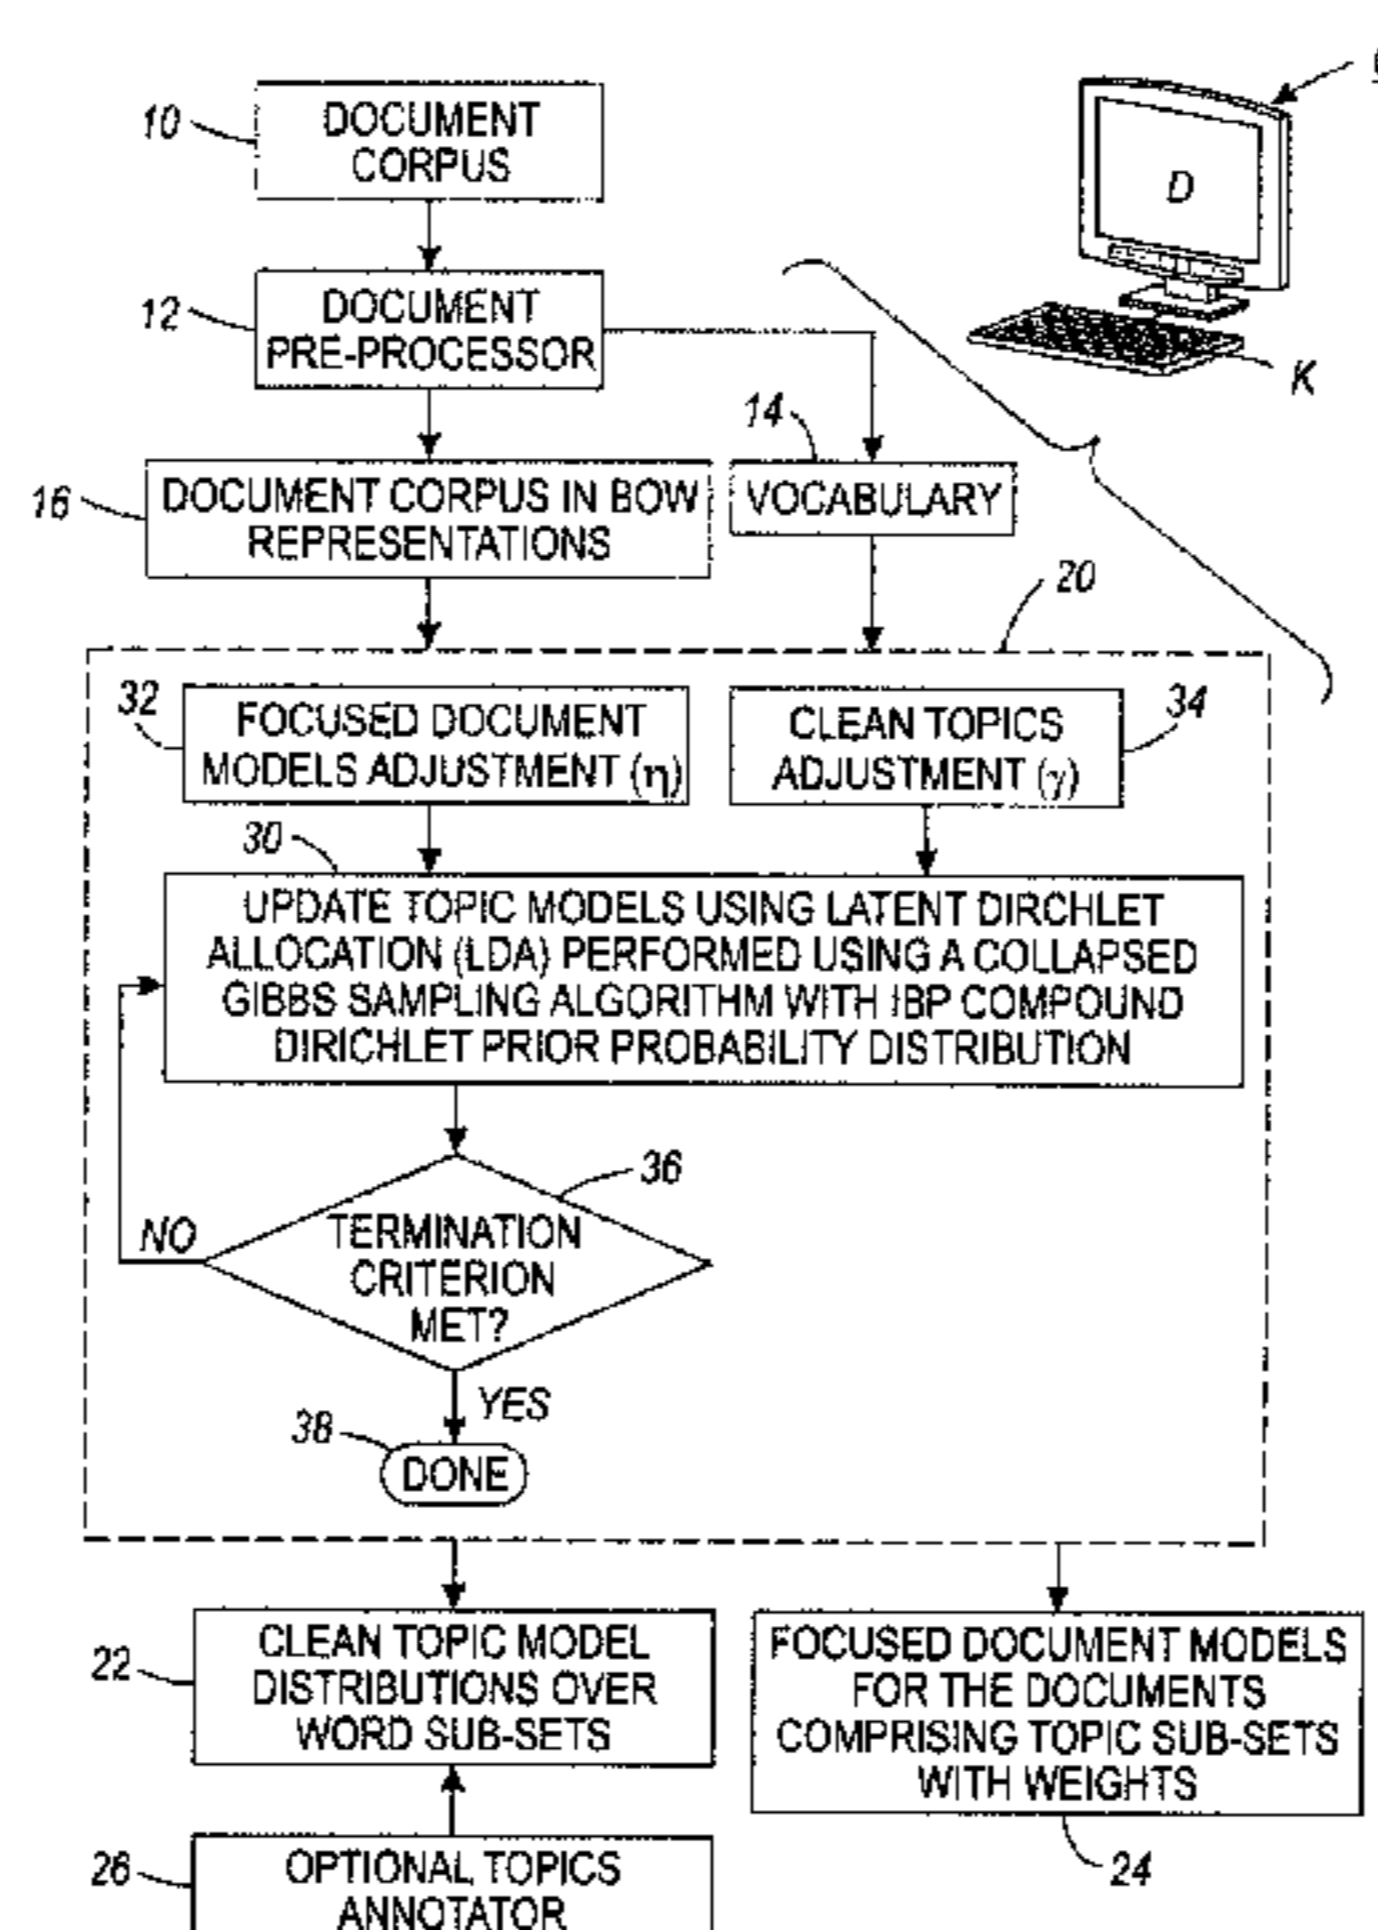 10
DOCUMENT
CORPUS
D
12
DOCUMENT
PRE-PROCESSOR
K
14
16
DOCUMENT CORPUS IN BOW
REPRESENTATIONS
VOCABULARY
20
32
FOCUSED DOCUMENT
MODELS ADJUSTMENT (η)
CLEAN TOPICS
ADJUSTMENT (γ)
34
30
UPDATE TOPIC MODELS USING LATENT DIRCHLET
ALLOCATION (LDA) PERFORMED USING A COLLAPSED
GIBBS SAMPLING ALGORITHM WITH IBP COMPOUND
DIRICHLET PRIOR PROBABILITY DISTRIBUTION
36
NO
TERMINATION
CRITERION
MET?
YES
38
DONE
22
CLEAN TOPIC MODEL
DISTRIBUTIONS OVER
WORD SUB-SETS
FOCUSED DOCUMENT MODELS
FOR THE DOCUMENTS
COMPRISING TOPIC SUB-SETS
WITH WEIGHTS
24
26
OPTIONAL TOPICS
ANNOTATOR